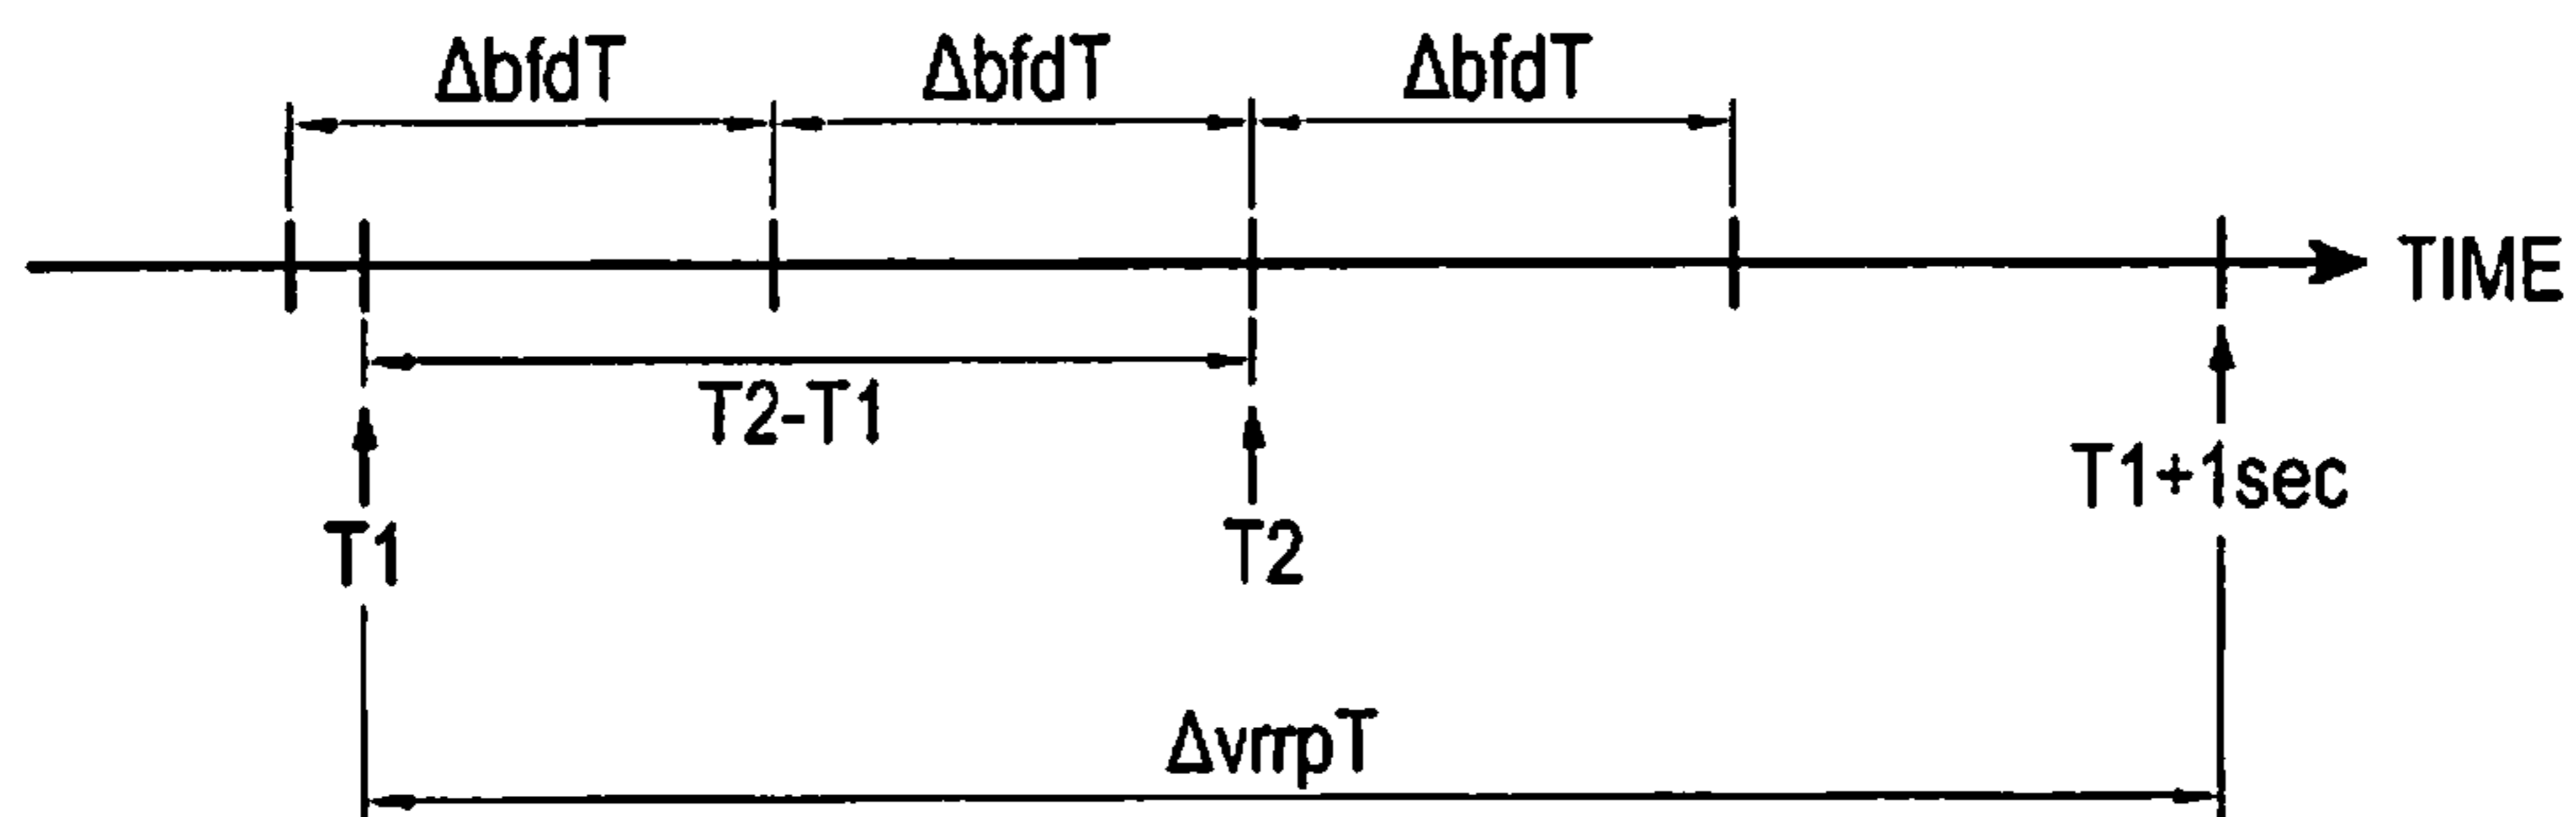 ΔbfdT ΔbfdT ΔbfdT
TIME
T2-T1
T1+1sec
T1 T2
ΔvrrpT